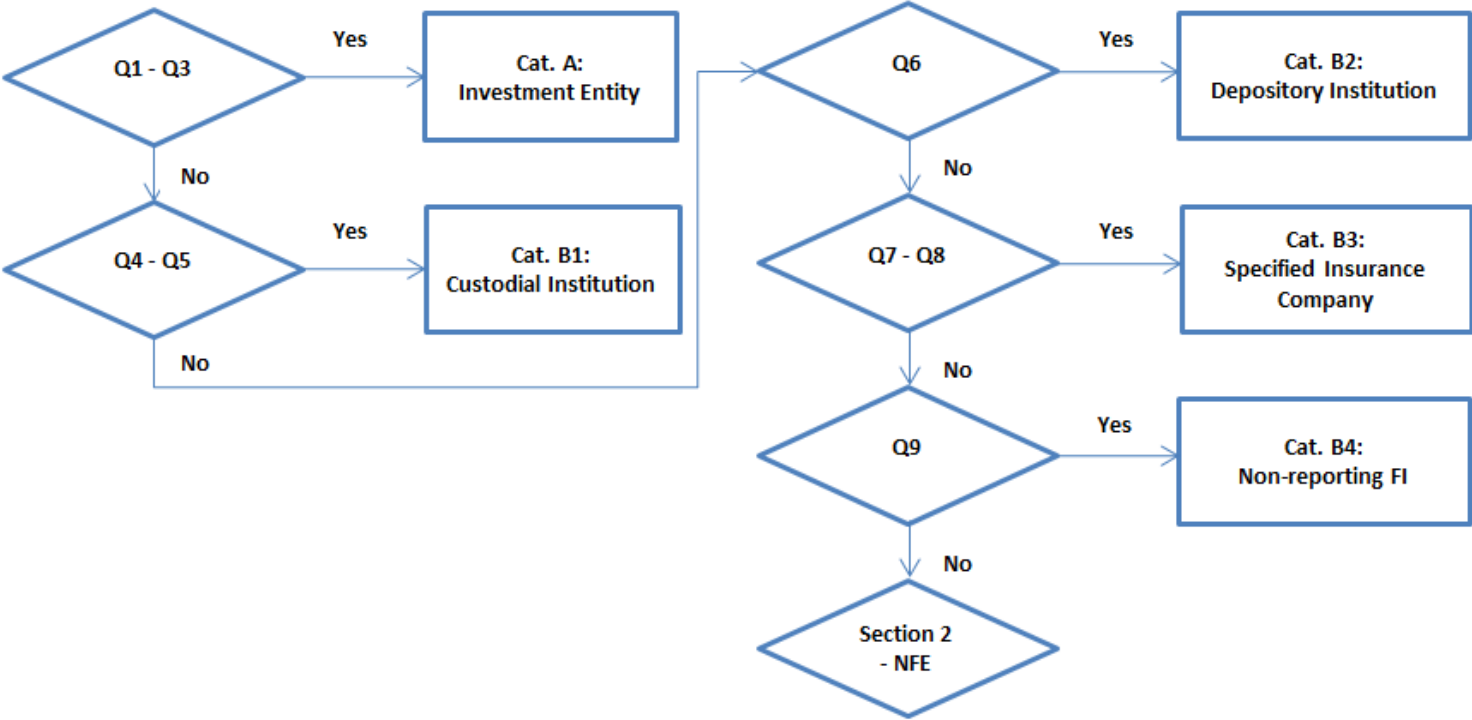 Q1 - Q3
Yes
Cat. A:
Investment Entity
No
Q4 - Q5
Yes
Cat. B1:
Custodial Institution
No
Q6
Yes
Cat. B2:
Depository Institution
No
Q7 - Q8
Yes
Cat. B3:
Specified Insurance
Company
No
Q9
Yes
Cat. B4:
Non-reporting FI
No
Section 2
- NFE